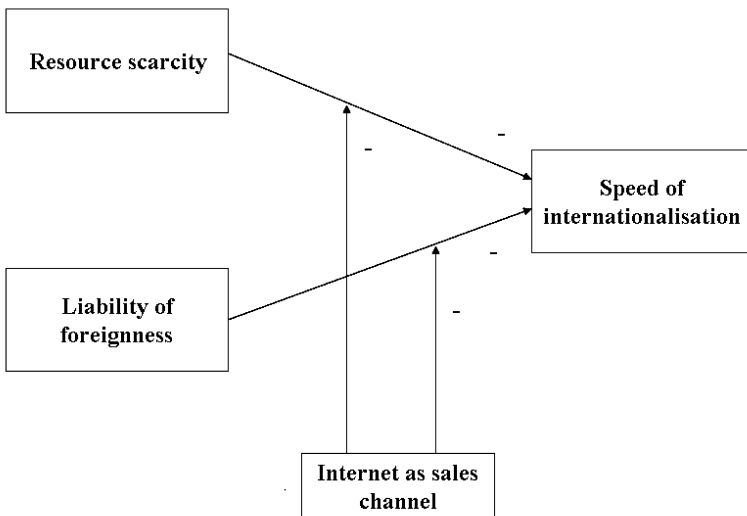 Resource scarcity
-
-
Speed of
internationalisation
-
Liability of
foreignness
-
Internet as sales
channel